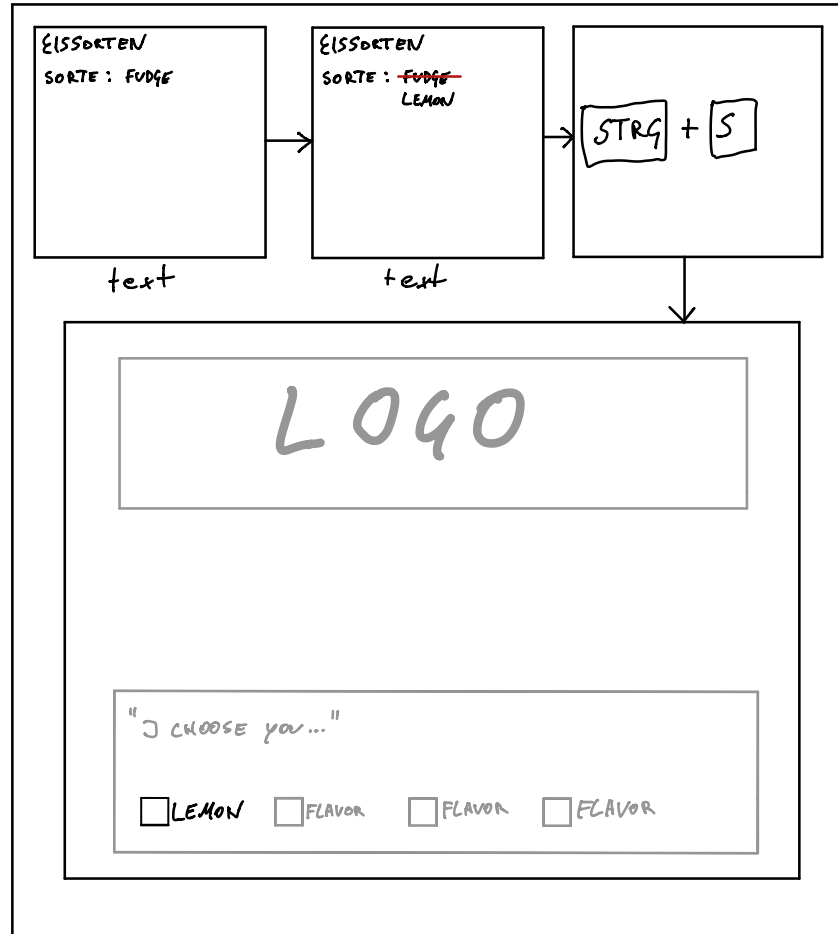 EISSORTEN
SORTE: FUDGE
text
EISSORTEN
SORTE: FUDGE
LEMON
text
STRG + S
LOGO
"I CHOOSE you..."
LEMON FLAVOR FLAVOR FLAVOR